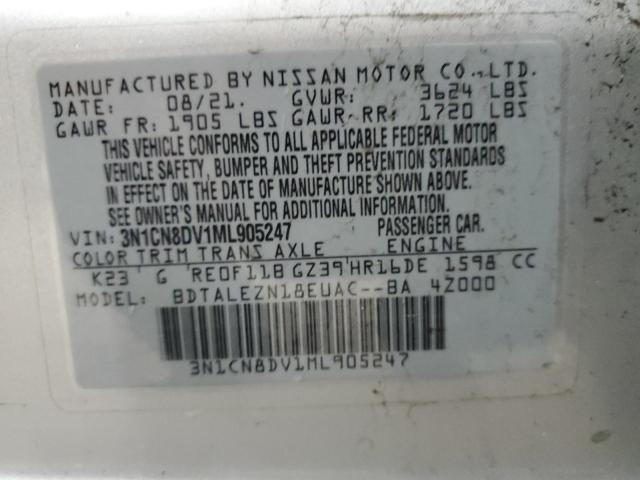 MANUFACTURED BY NISSAN MOTOR CO., LTD.
DATE: 08/21. GVWR: 3624 LBS
GAWR FR: 1905 LBS GAWR RR: 1720 LBS
THIS VEHICLE CONFORMS TO ALL APPLICABLE FEDERAL MOTOR
VEHICLE SAFETY, BUMPER AND THEFT PREVENTION STANDARDS
IN EFFECT ON THE DATE OF MANUFACTURE SHOWN ABOVE.
SEE OWNER'S MANUAL FOR ADDITIONAL INFORMATION.
VIN: 3N1CN8DV1ML905247 PASSENGER CAR.
COLOR TRIM TRANS AXLE ENGINE
K23 G RE0F11B GZ39 HR16DE 1598 CC
MODEL: BDTALEZN18EUAC--BA 4Z000
3N1CN8DV1ML905247